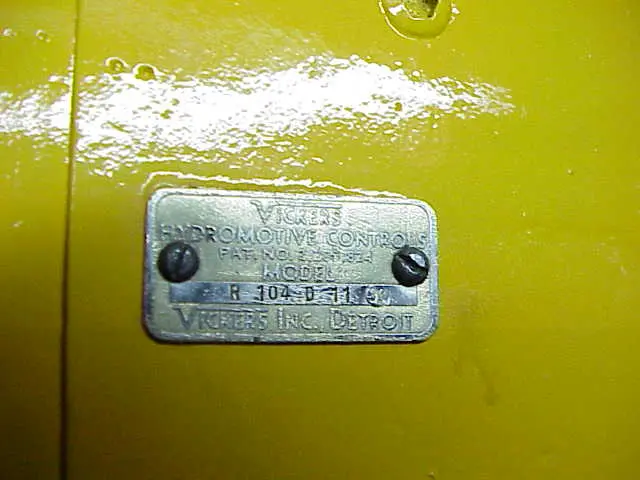 VICKERS
HYDROMOTIVE CONTROLS
PAT. NO.
MODEL
R 104 D 11
VICKERS INC. DETROIT